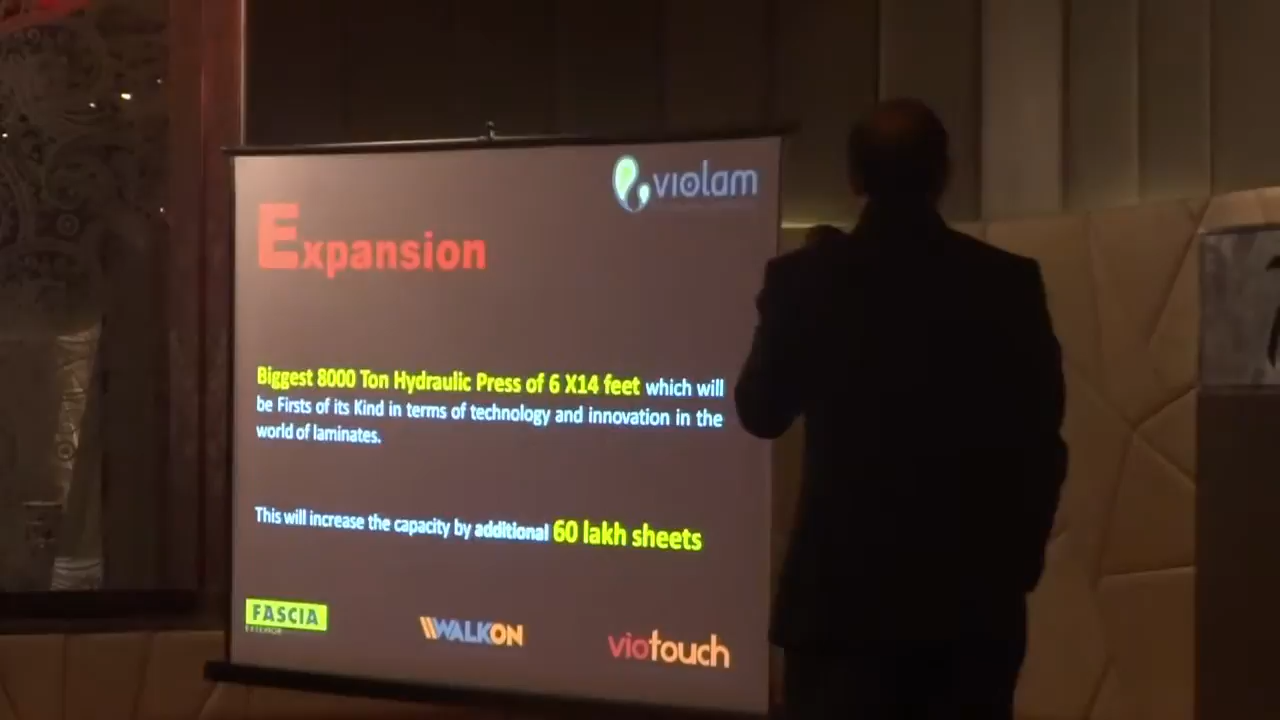 violam
Expansion
Biggest 8000 Ton Hydraulic Press of 6 X14 feet which will
be Firsts of its Kind in terms of technology and innovation in the
world of laminates.
This will increase the capacity by additional 60 lakh sheets
FASCIA
EXTERIOR
WALKON
viotouch